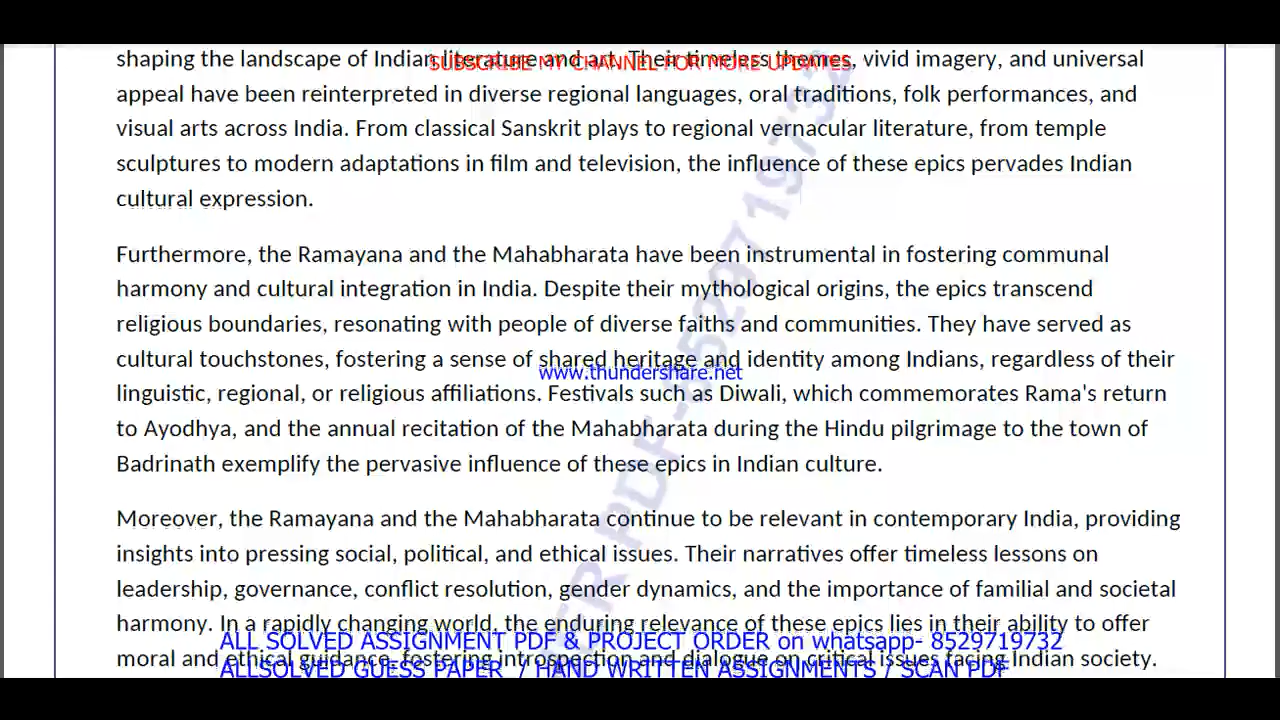 shaping the landscape of Indian literature and art. Their timeless themes, vivid imagery, and universal
SUBSCRIBE MY CHANNEL FOR MORE UPDATES.
appeal have been reinterpreted in diverse regional languages, oral traditions, folk performances, and
visual arts across India. From classical Sanskrit plays to regional vernacular literature, from temple
sculptures to modern adaptations in film and television, the influence of these epics pervades Indian
cultural expression.
Furthermore, the Ramayana and the Mahabharata have been instrumental in fostering communal
harmony and cultural integration in India. Despite their mythological origins, the epics transcend
religious boundaries, resonating with people of diverse faiths and communities. They have served as
cultural touchstones, fostering a sense of shared heritage and identity among Indians, regardless of their
www.thundershare.net
linguistic, regional, or religious affiliations. Festivals such as Diwali, which commemorates Rama's return
to Ayodhya, and the annual recitation of the Mahabharata during the Hindu pilgrimage to the town of
Badrinath exemplify the pervasive influence of these epics in Indian culture.
Moreover, the Ramayana and the Mahabharata continue to be relevant in contemporary India, providing
insights into pressing social, political, and ethical issues. Their narratives offer timeless lessons on
leadership, governance, conflict resolution, gender dynamics, and the importance of familial and societal
harmony. In a rapidly changing world, the enduring relevance of these epics lies in their ability to offer
ALL SOLVED ASSIGNMENT PDF & PROJECT ORDER on whatsapp- 8529719732
moral and ethical guidance, fostering introspection and dialogue on critical issues facing Indian society.
ALLSOLVED GUESS PAPER / HAND WRITTEN ASSIGNMENTS / SCAN PDF
PDF-8529719732